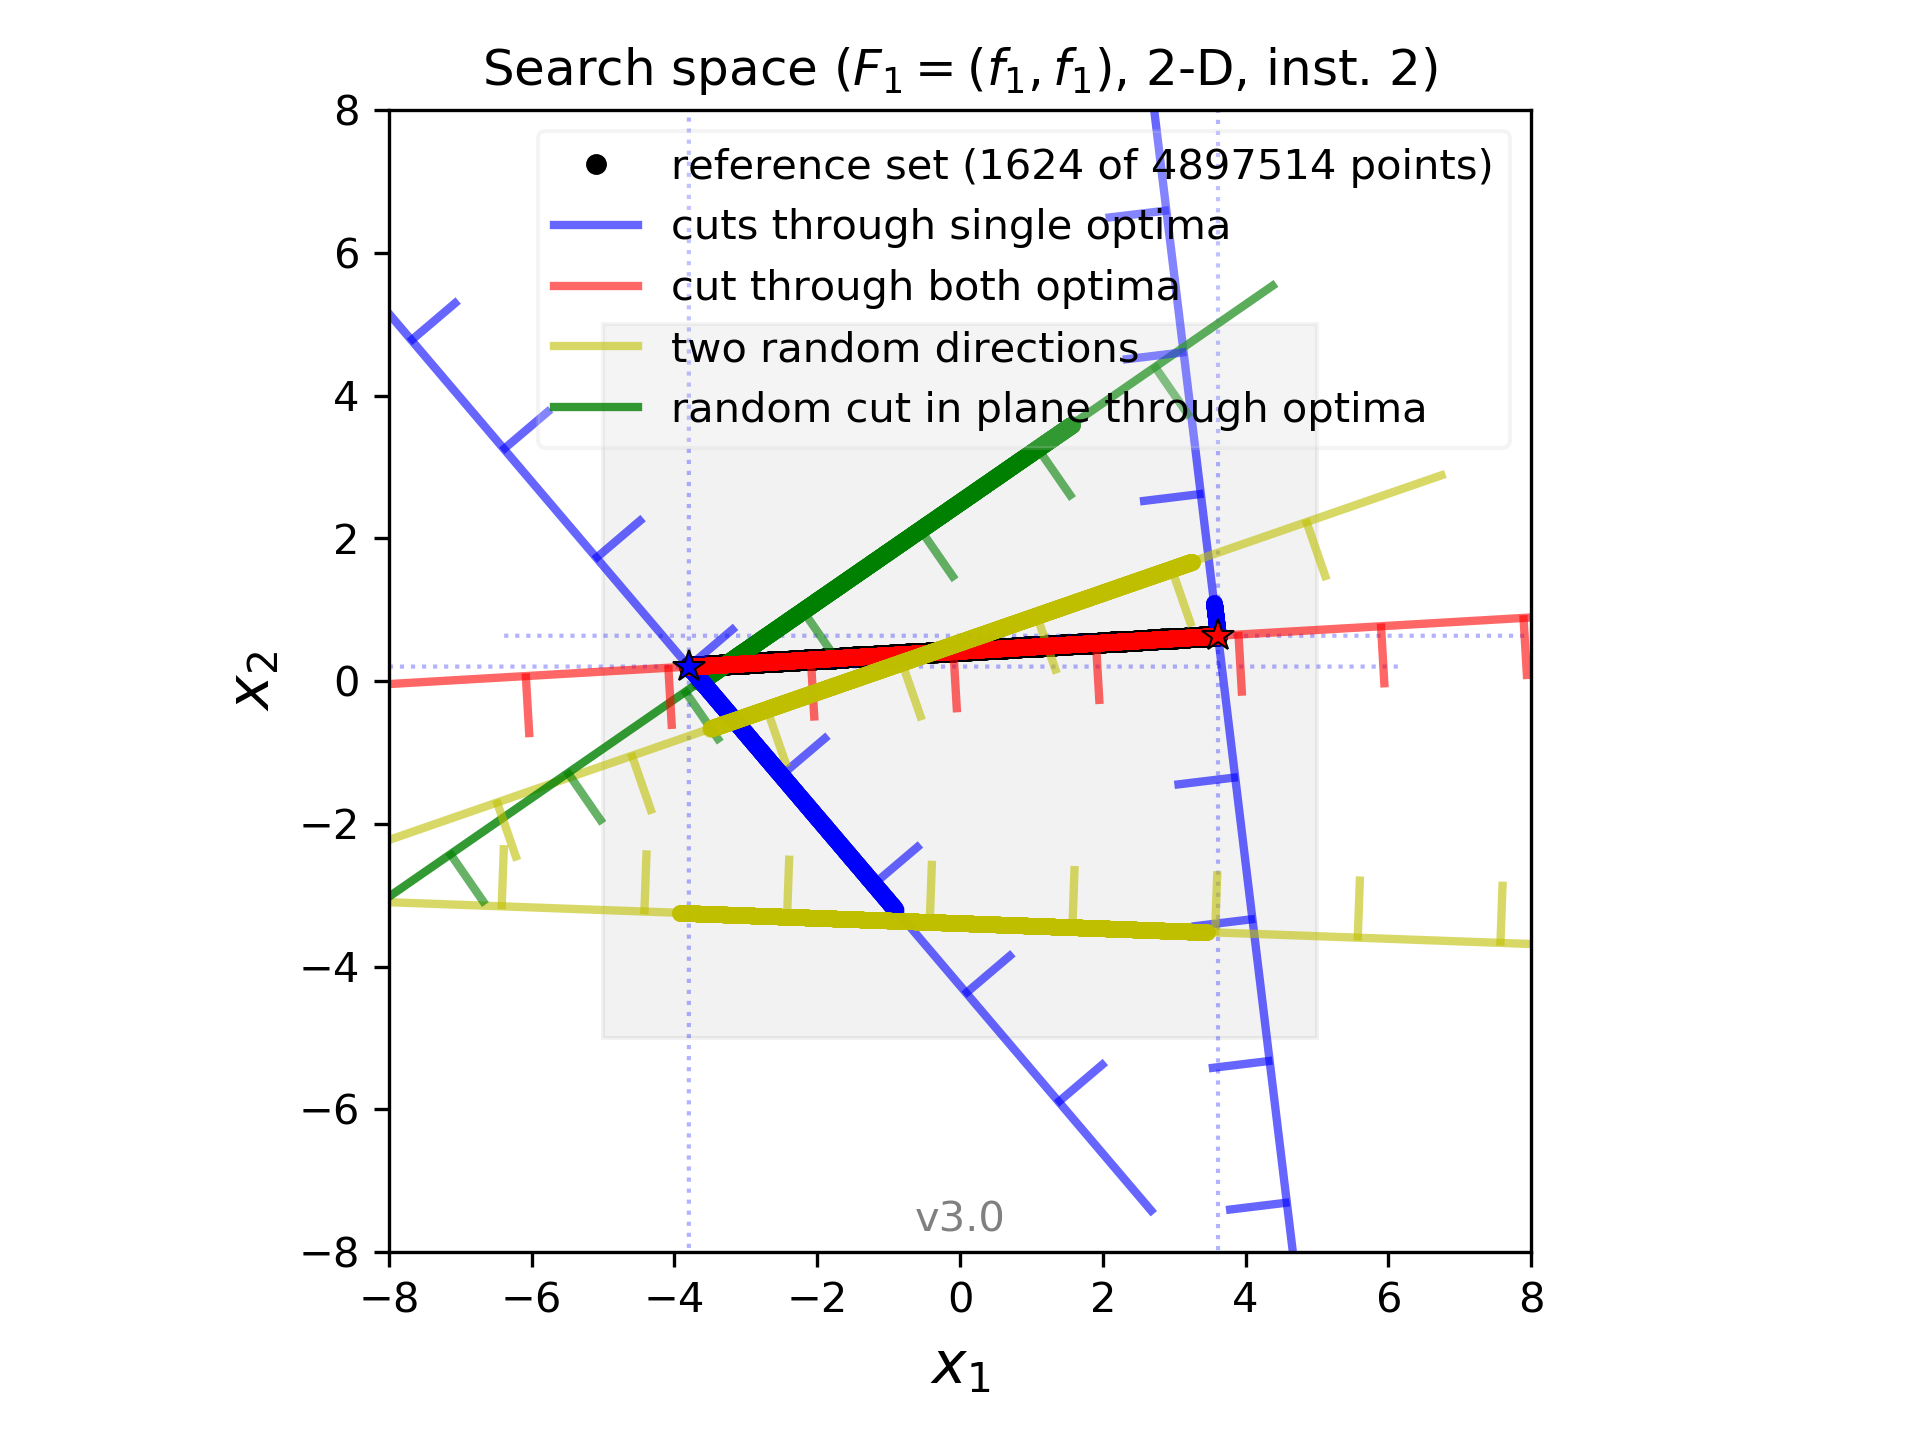 Search space (F₁ = (f₁, f₁), 2-D, inst. 2)
reference set (1624 of 4897514 points)
cuts through single optima
cut through both optima
two random directions
random cut in plane through optima
8
6
4
2
0
−2
−4
−6
−8
x₂
v3.0
−8 −6 −4 −2 0 2 4 6 8
x₁